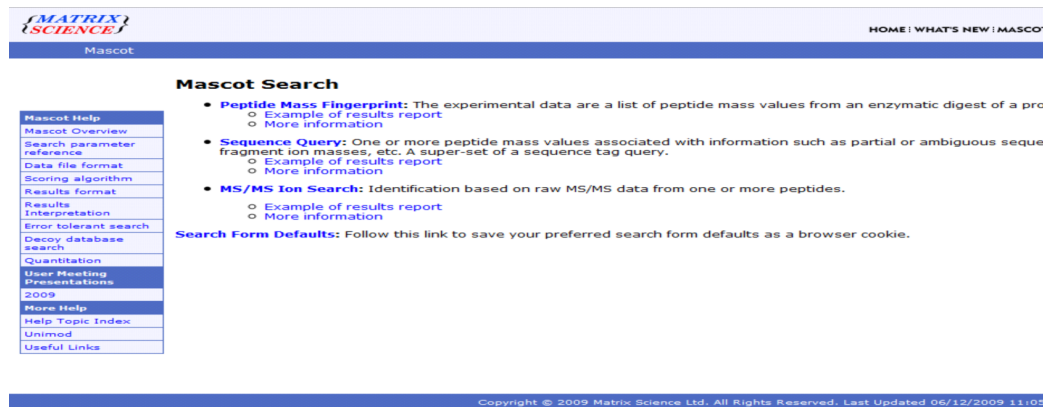 {MATRIX}
{SCIENCE}
HOME | WHAT'S NEW | MASCOT
Mascot
Mascot Search
• Peptide Mass Fingerprint: The experimental data are a list of peptide mass values from an enzymatic digest of a pro
Example of results report
More information
• Sequence Query: One or more peptide mass values associated with information such as partial or ambiguous seque
fragment ion masses, etc. A super-set of a sequence tag query.
Example of results report
More information
• MS/MS Ion Search: Identification based on raw MS/MS data from one or more peptides.
Example of results report
More information
Search Form Defaults: Follow this link to save your preferred search form defaults as a browser cookie.
Mascot Help
Mascot Overview
Search parameter
reference
Data file format
Scoring algorithm
Results format
Results
Interpretation
Error tolerant search
Decoy database
search
Quantitation
User Meeting
Presentations
2009
More Help
Help Topic Index
Unimod
Useful Links
Copyright © 2009 Matrix Science Ltd. All Rights Reserved. Last Updated 06/12/2009 11:05